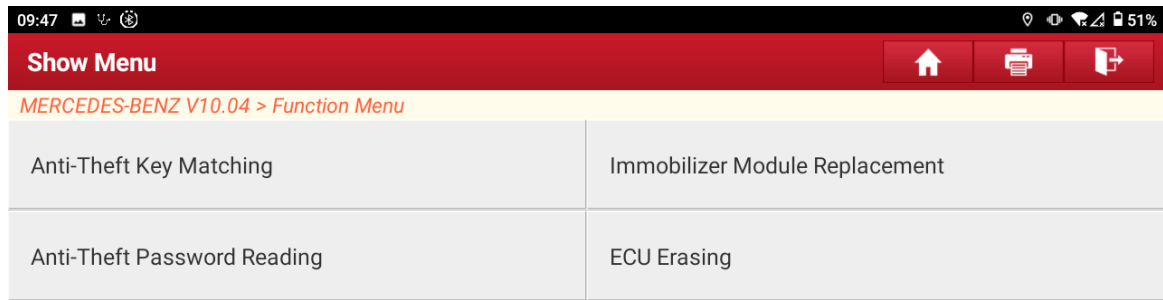 09:47 51%
Show Menu
MERCEDES-BENZ V10.04 > Function Menu
Anti-Theft Key Matching
Immobilizer Module Replacement
Anti-Theft Password Reading
ECU Erasing